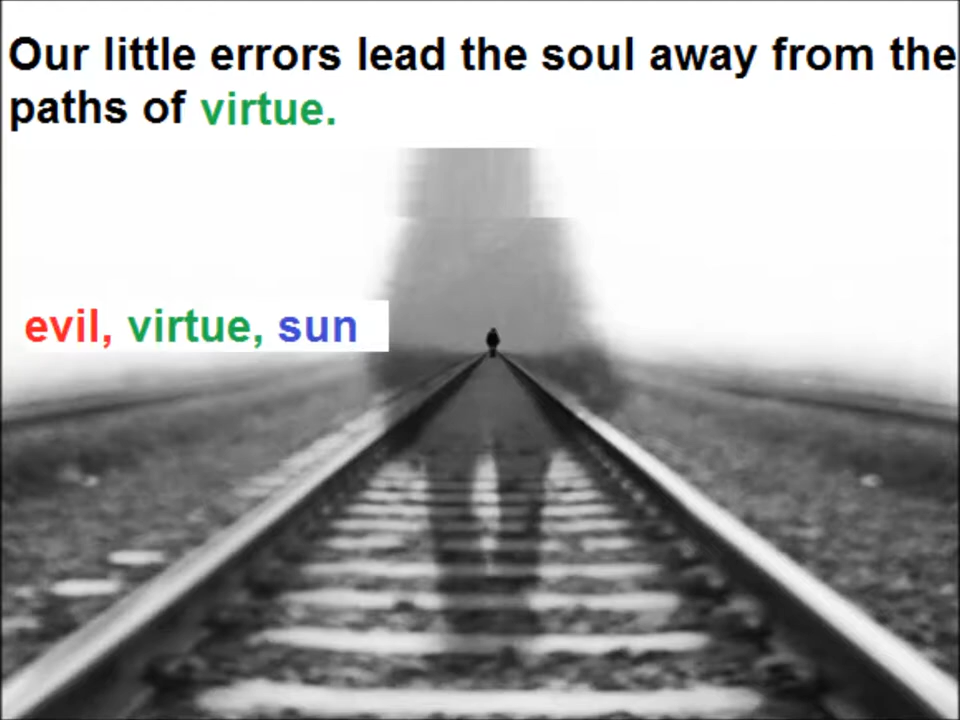 Our little errors lead the soul away from the
paths of virtue.
evil, virtue, sun